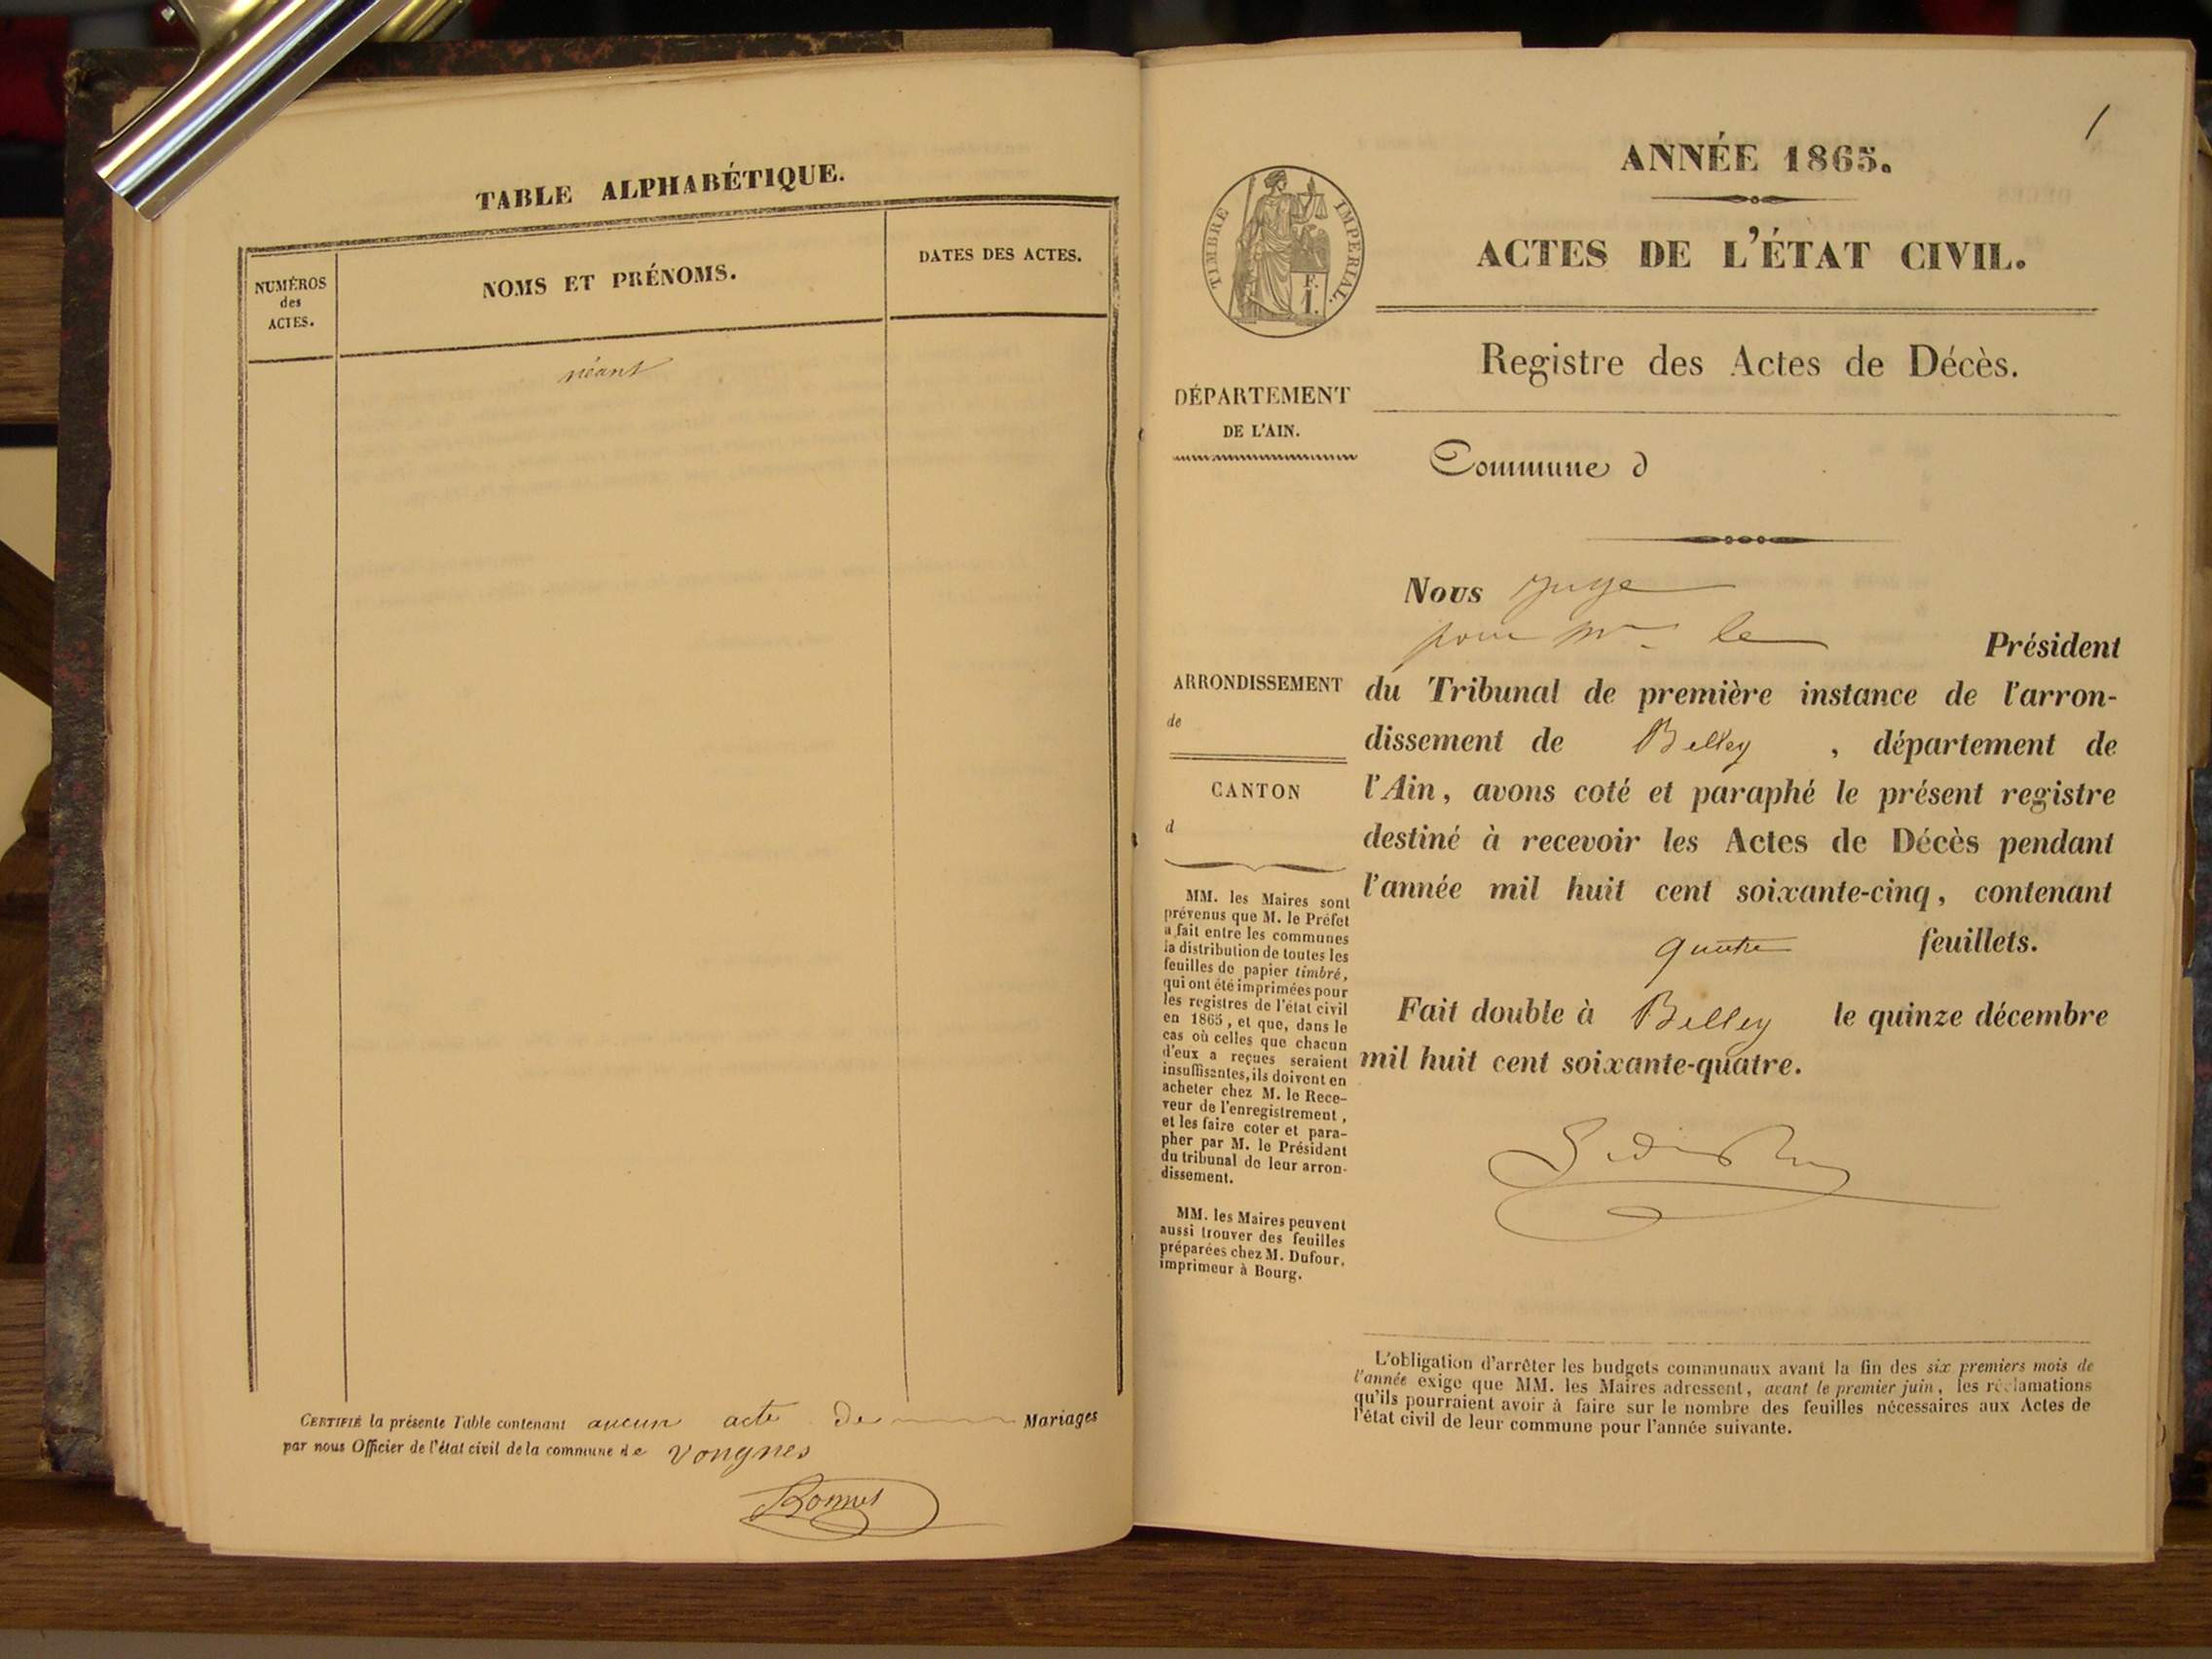 TABLE ALPHABÉTIQUE.
NUMÉROS
des
ACTES.
NOMS ET PRÉNOMS.
DATES DES ACTES.
néant
CERTIFIÉ la présente Table contenant aucun acte de Mariages
par nous Officier de l'état civil de la commune de Vongnes
1
ANNÉE 1865.
TIMBRE IMPERIAL.
F.
1.
ACTES DE L'ÉTAT CIVIL.
Registre des Actes de Décès.
DÉPARTEMENT
DE L'AIN.
Commune d
Nous juge
pour Mr le Président
ARRONDISSEMENT
de
CANTON
d
du Tribunal de première instance de l'arron-
dissement de Belley , département de
l'Ain, avons coté et paraphé le présent registre
destiné à recevoir les Actes de Décès pendant
l'année mil huit cent soixante-cinq, contenant
quatre feuillets.
Fait double à Belley le quinze décembre
mil huit cent soixante-quatre.
MM. les Maires sont
prévenus que M. le Préfet
a fait entre les communes
la distribution de toutes les
feuilles de papier timbré,
qui ont été imprimées pour
les registres de l'état civil
en 1865, et que, dans le
cas où celles que chacun
d'eux a reçues seraient
insuffisantes, ils doivent en
acheter chez M. le Rece-
veur de l'enregistrement,
et les faire coter et para-
pher par M. le Président
du tribunal de leur arron-
dissement.
MM. les Maires peuvent
aussi trouver des feuilles
préparées chez M. Dufour,
imprimeur à Bourg.
L'obligation d'arrêter les budgets communaux avant la fin des six premiers mois de
l'année exige que MM. les Maires adressent, avant le premier juin, les réclamations
qu'ils pourraient avoir à faire sur le nombre des feuilles nécessaires aux Actes de
l'état civil de leur commune pour l'année suivante.